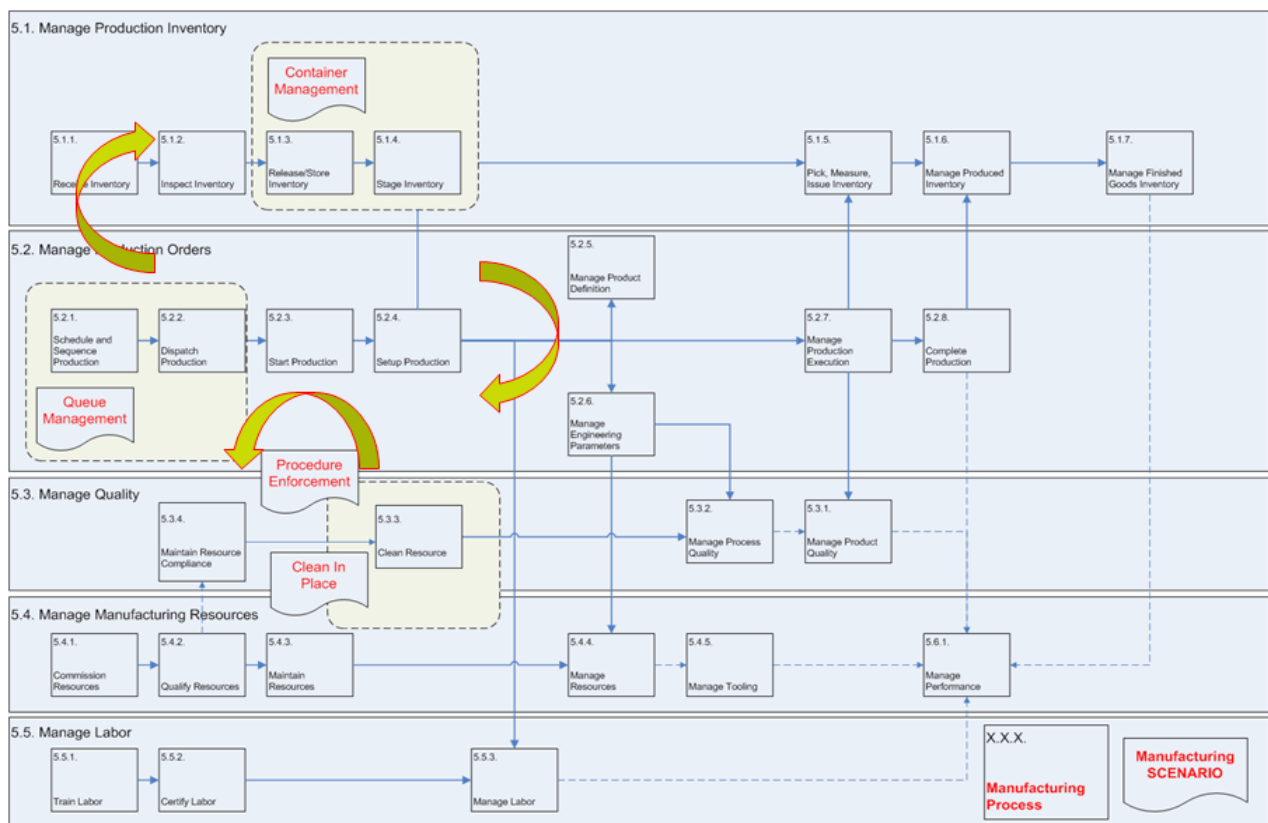 5.1. Manage Production Inventory
Container
Management
5.1.1.
Receive Inventory
5.1.2.
Inspect Inventory
5.1.3.
Release/Store
Inventory
5.1.4.
Stage Inventory
5.1.5.
Pick, Measure,
Issue Inventory
5.1.6.
Manage Produced
Inventory
5.1.7.
Manage Finished
Goods Inventory
5.2. Manage Production Orders
5.2.5.
Manage Product
Definition
5.2.1.
Schedule and
Sequence
Production
5.2.2.
Dispatch
Production
5.2.3.
Start Production
5.2.4.
Setup Production
5.2.7.
Manage
Production
Execution
5.2.8.
Complete
Production
Queue
Management
5.2.6.
Manage
Engineering
Parameters
Procedure
Enforcement
5.3. Manage Quality
5.3.4.
Maintain Resource
Compliance
5.3.3.
Clean Resource
5.3.2.
Manage Process
Quality
5.3.1.
Manage Product
Quality
Clean In
Place
5.4. Manage Manufacturing Resources
5.4.1.
Commission
Resources
5.4.2.
Qualify Resources
5.4.3.
Maintain
Resources
5.4.4.
Manage
Resources
5.4.5.
Manage Tooling
5.6.1.
Manage
Performance
5.5. Manage Labor
5.5.1.
Train Labor
5.5.2.
Certify Labor
5.5.3.
Manage Labor
X.X.X.
Manufacturing
Process
Manufacturing
SCENARIO